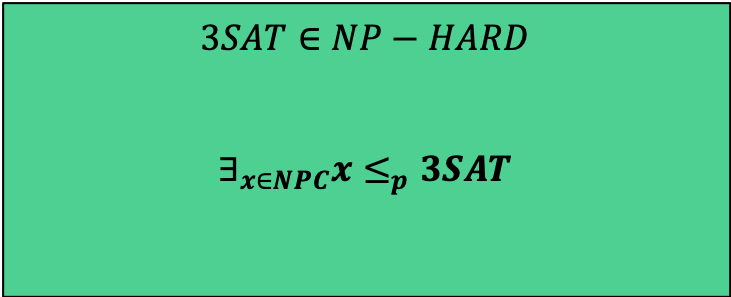 3SAT ∈ NP − HARD
∃x∈NPC x ≤p 3SAT